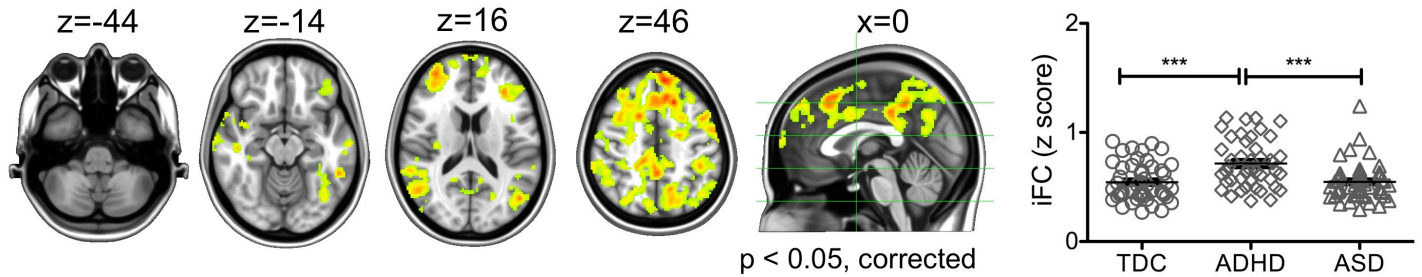 z=-44
z=-14
z=16
z=46
x=0
p < 0.05, corrected
iFC (z score)
2
1
0
***
***
TDC
ADHD
ASD